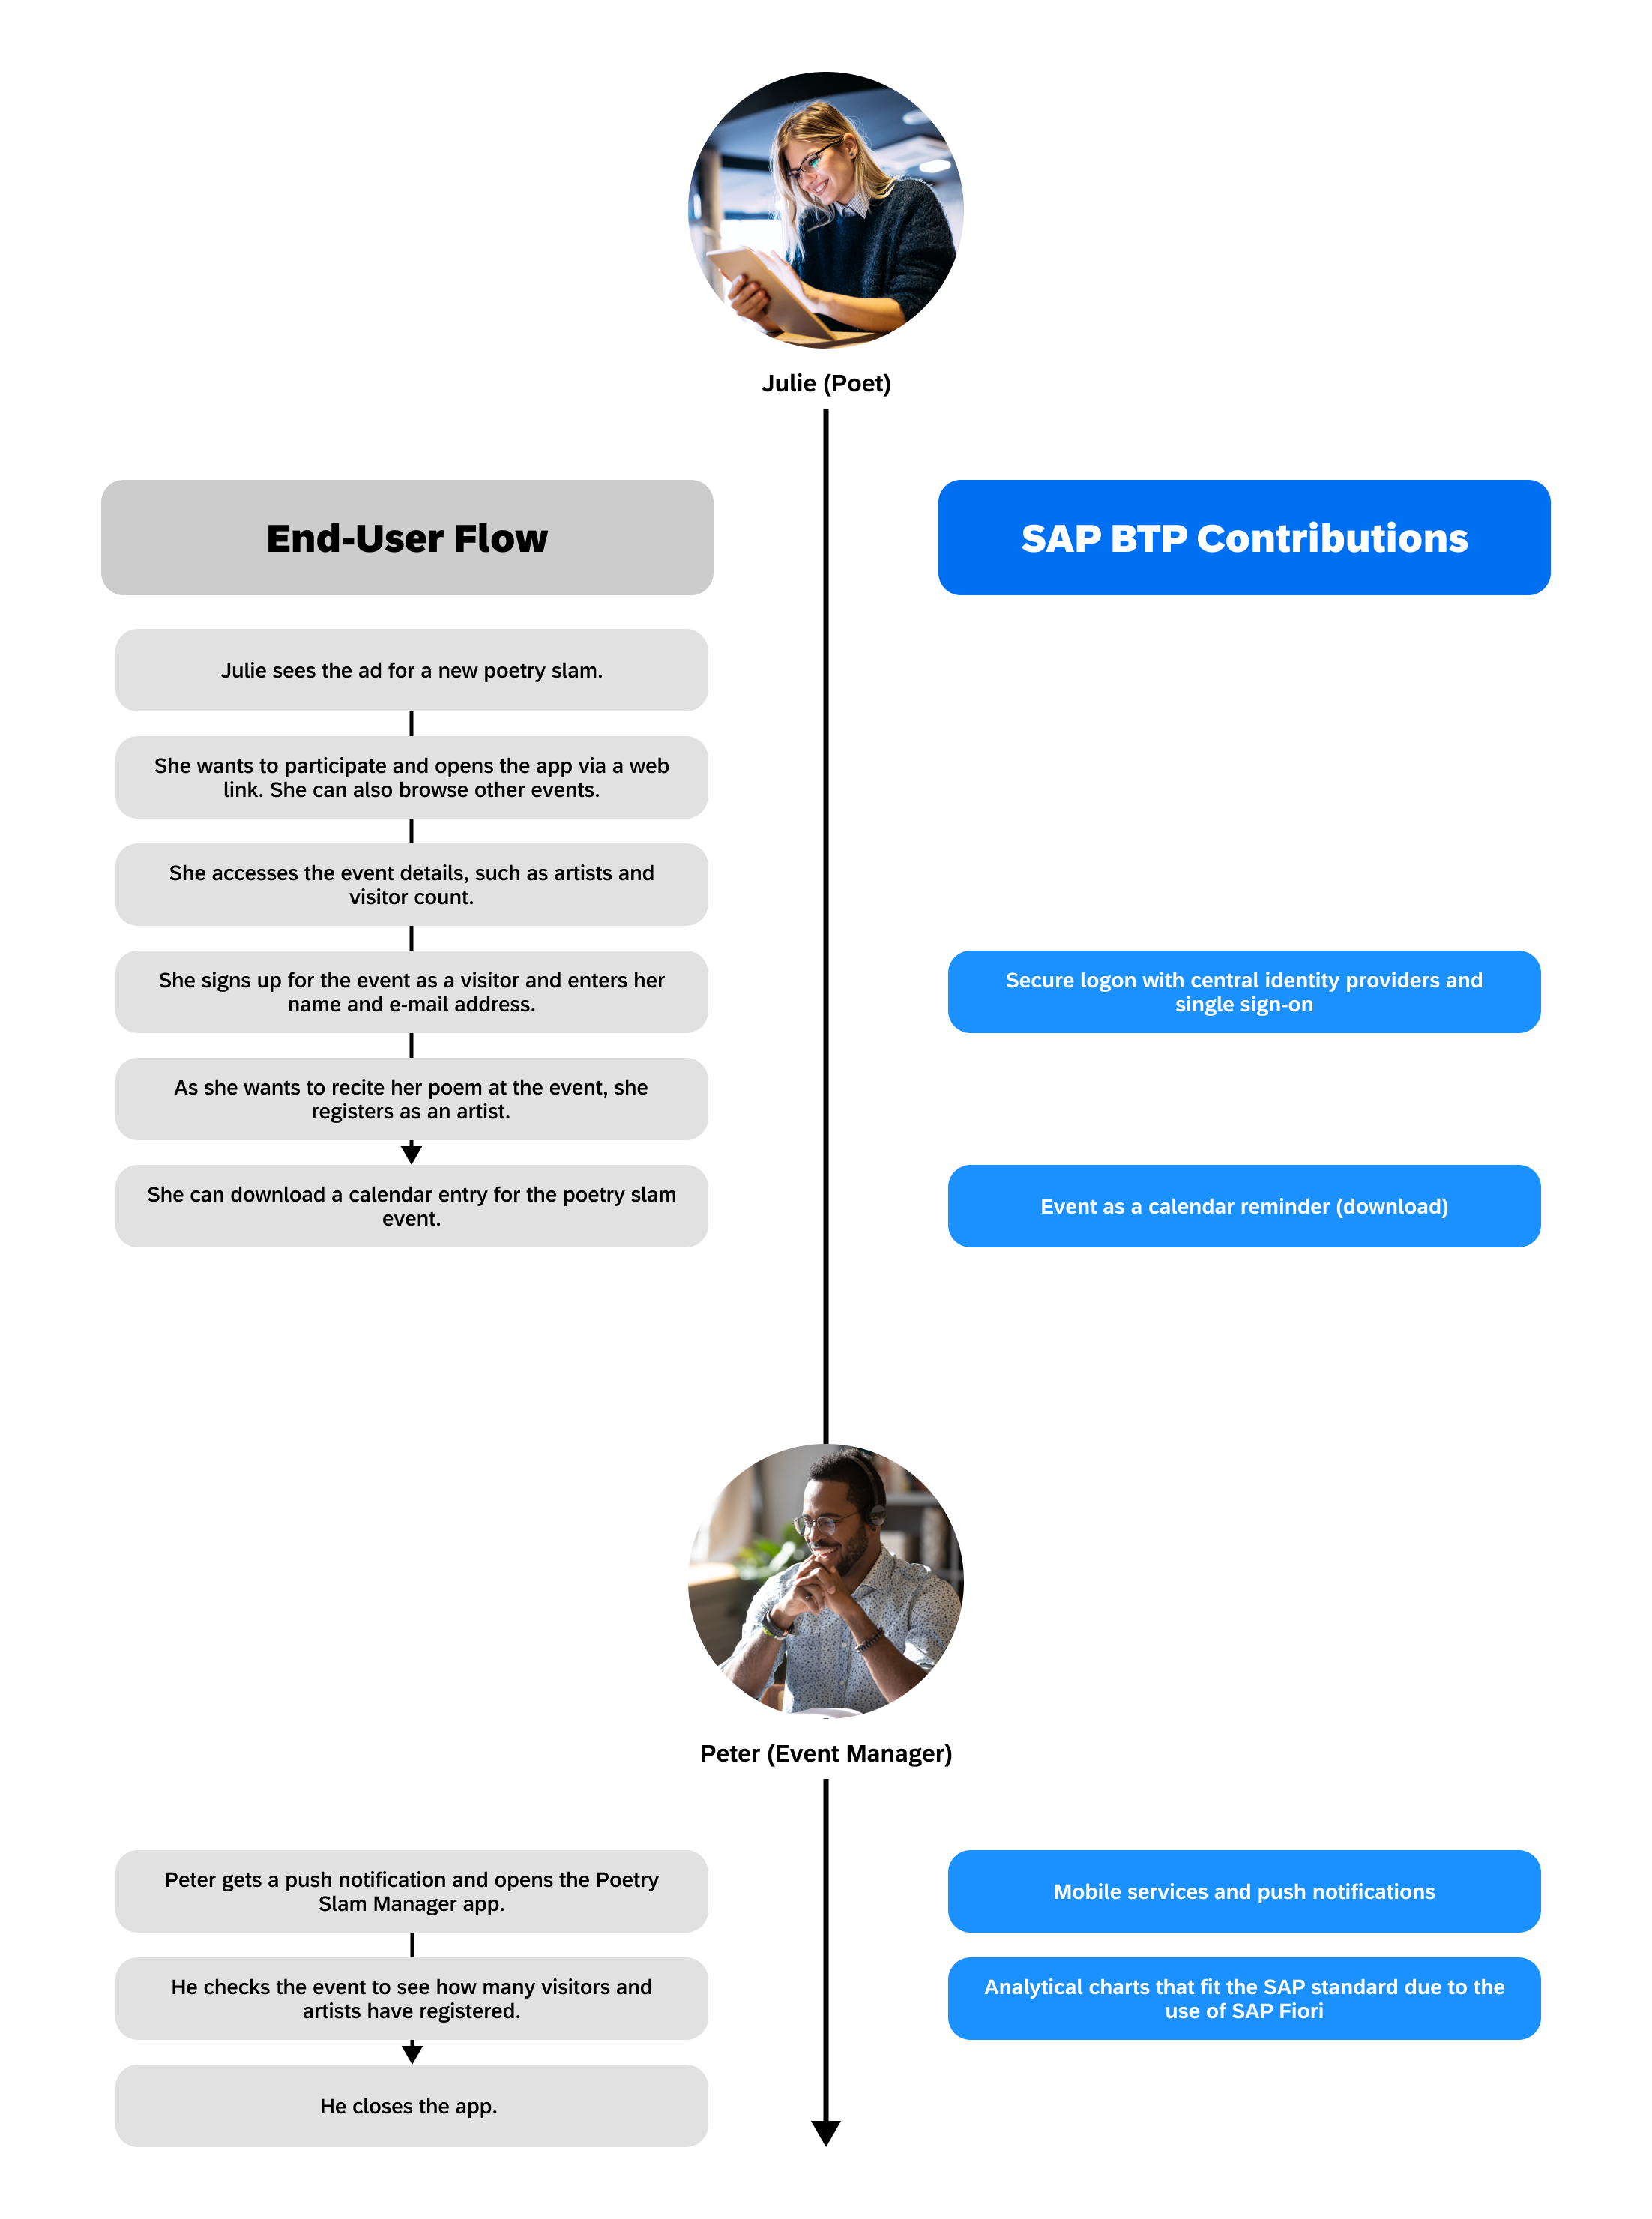 Julie (Poet)
End-User Flow
SAP BTP Contributions
Julie sees the ad for a new poetry slam.
She wants to participate and opens the app via a web
link. She can also browse other events.
She accesses the event details, such as artists and
visitor count.
She signs up for the event as a visitor and enters her
name and e-mail address.
Secure logon with central identity providers and
single sign-on
As she wants to recite her poem at the event, she
registers as an artist.
She can download a calendar entry for the poetry slam
event.
Event as a calendar reminder (download)
Peter (Event Manager)
Peter gets a push notification and opens the Poetry
Slam Manager app.
Mobile services and push notifications
He checks the event to see how many visitors and
artists have registered.
Analytical charts that fit the SAP standard due to the
use of SAP Fiori
He closes the app.